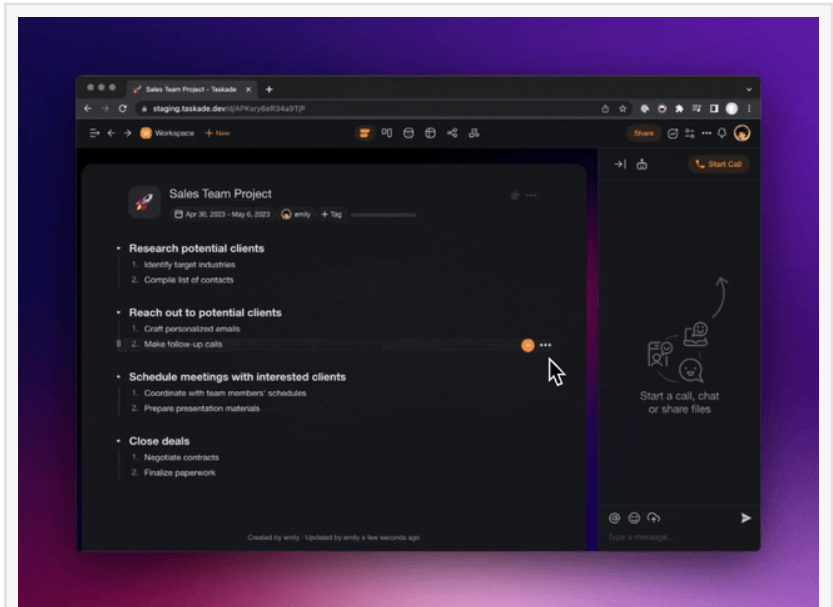 Sales Team Project - Taskade
staging.taskade.dev/d/APKsry6eR34a9TjP
Workspace + New
Share
Start Call
Sales Team Project
Apr 30, 2023 - May 6, 2023 emily + Tag
Research potential clients
1. Identify target industries
2. Compile list of contacts
Reach out to potential clients
1. Craft personalized emails
2. Make follow-up calls
Schedule meetings with interested clients
1. Coordinate with team members' schedules
2. Prepare presentation materials
Close deals
1. Negotiate contracts
2. Finalize paperwork
Created by emily · Updated by emily a few seconds ago
Start a call, chat
or share files
Type a message...